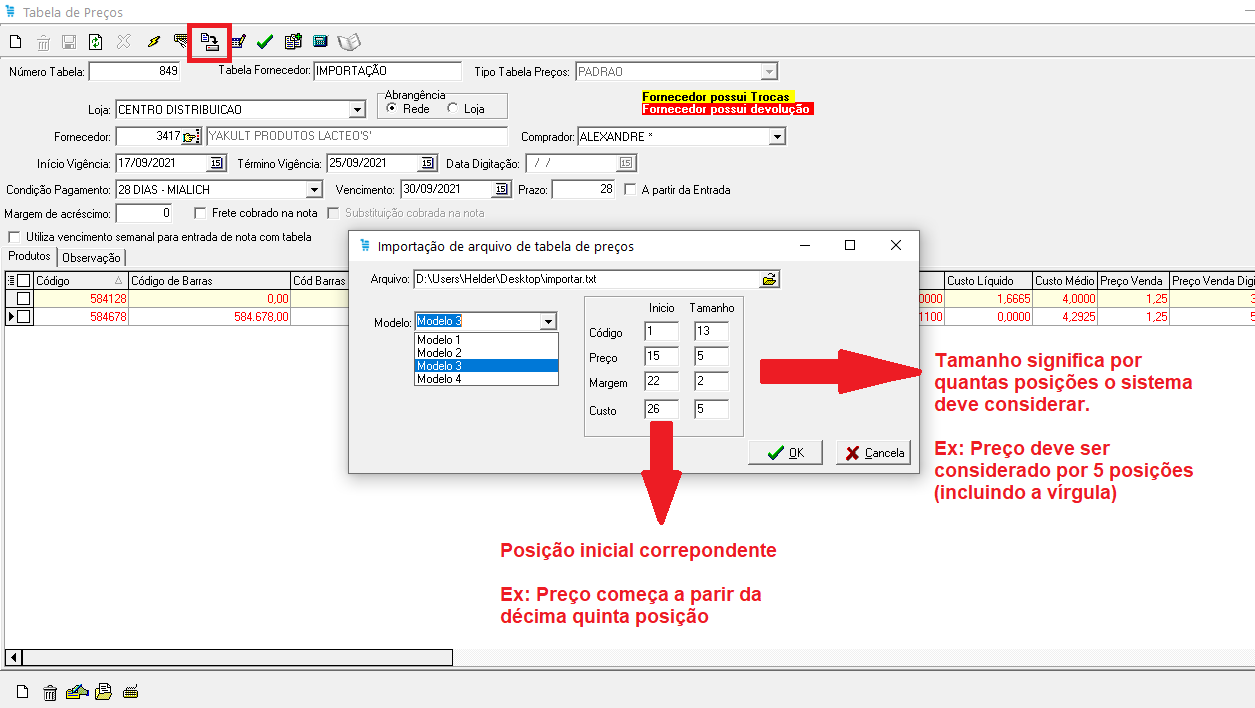 Tabela de Preços
Número Tabela: 849 Tabela Fornecedor: IMPORTAÇÃO Tipo Tabela Preços: PADRAO
Loja: CENTRO DISTRIBUICAO Abrangência Rede Loja
Fornecedor possui Trocas
Fornecedor possui devolução
Fornecedor: 3417 YAKULT PRODUTOS LACTEO'S' Comprador: ALEXANDRE *
Início Vigência: 17/09/2021 15 Término Vigência: 25/09/2021 15 Data Digitação: / / 15
Condição Pagamento: 28 DIAS - MIALICH Vencimento: 30/09/2021 15 Prazo: 28 A partir da Entrada
Margem de acréscimo: 0 Frete cobrado na nota Substituição cobrada na nota
Utiliza vencimento semanal para entrada de nota com tabela
Produtos Observação
Código Código de Barras Cód Barras Custo Líquido Custo Médio Preço Venda Preço Venda Digi
584128 0,00 0000 1,6665 4,0000 1,25 3
584678 584.678,00 1100 0,0000 4,2925 1,25 5
Importação de arquivo de tabela de preços
Arquivo: D:\Users\Helder\Desktop\importar.txt
Modelo: Modelo 3
Modelo 1
Modelo 2
Modelo 3
Modelo 4
Inicio Tamanho
Código 1 13
Preço 15 5
Margem 22 2
Custo 26 5
OK Cancela
Tamanho significa por
quantas posições o sistema
deve considerar.
Ex: Preço deve ser
considerado por 5 posições
(incluindo a vírgula)
Posição inicial correpondente
Ex: Preço começa a parir da
décima quinta posição